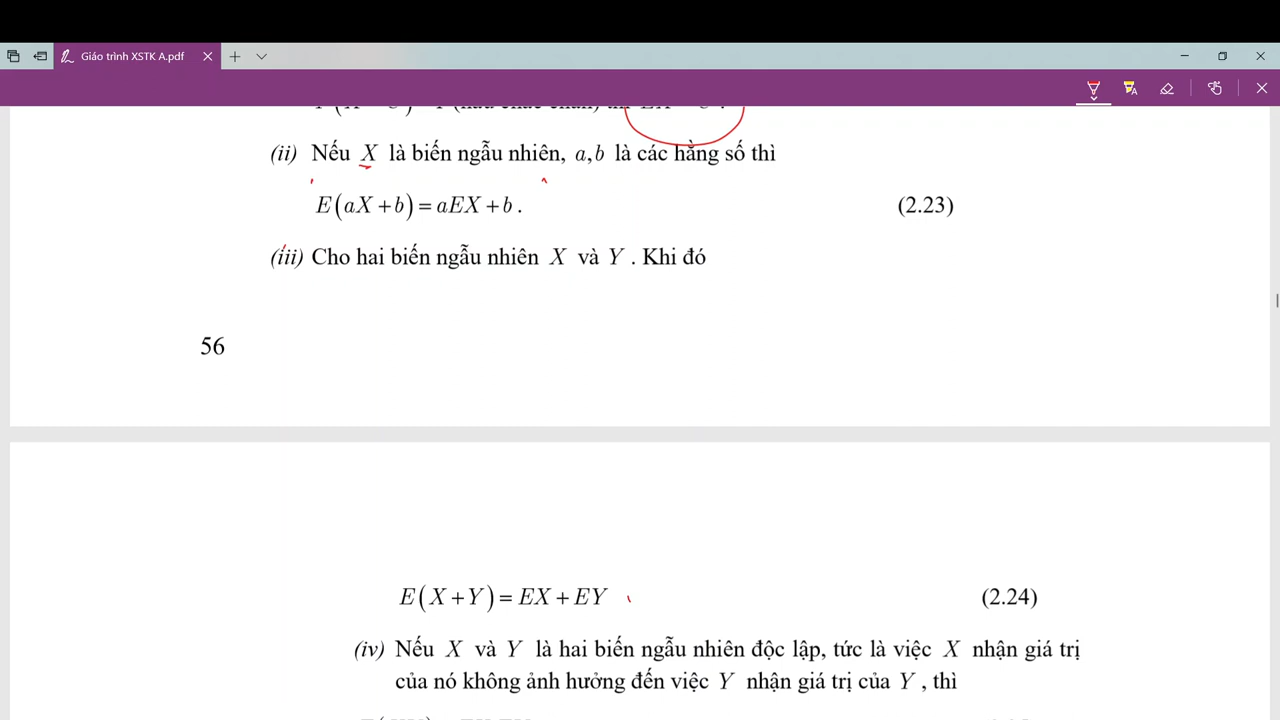 Giáo trình XSTK A.pdf
(ii) Nếu X là biến ngẫu nhiên, a,b là các hằng số thì
E(aX + b) = aEX + b . (2.23)
(iii) Cho hai biến ngẫu nhiên X và Y . Khi đó
56
E(X + Y) = EX + EY (2.24)
(iv) Nếu X và Y là hai biến ngẫu nhiên độc lập, tức là việc X nhận giá trị
của nó không ảnh hưởng đến việc Y nhận giá trị của Y , thì